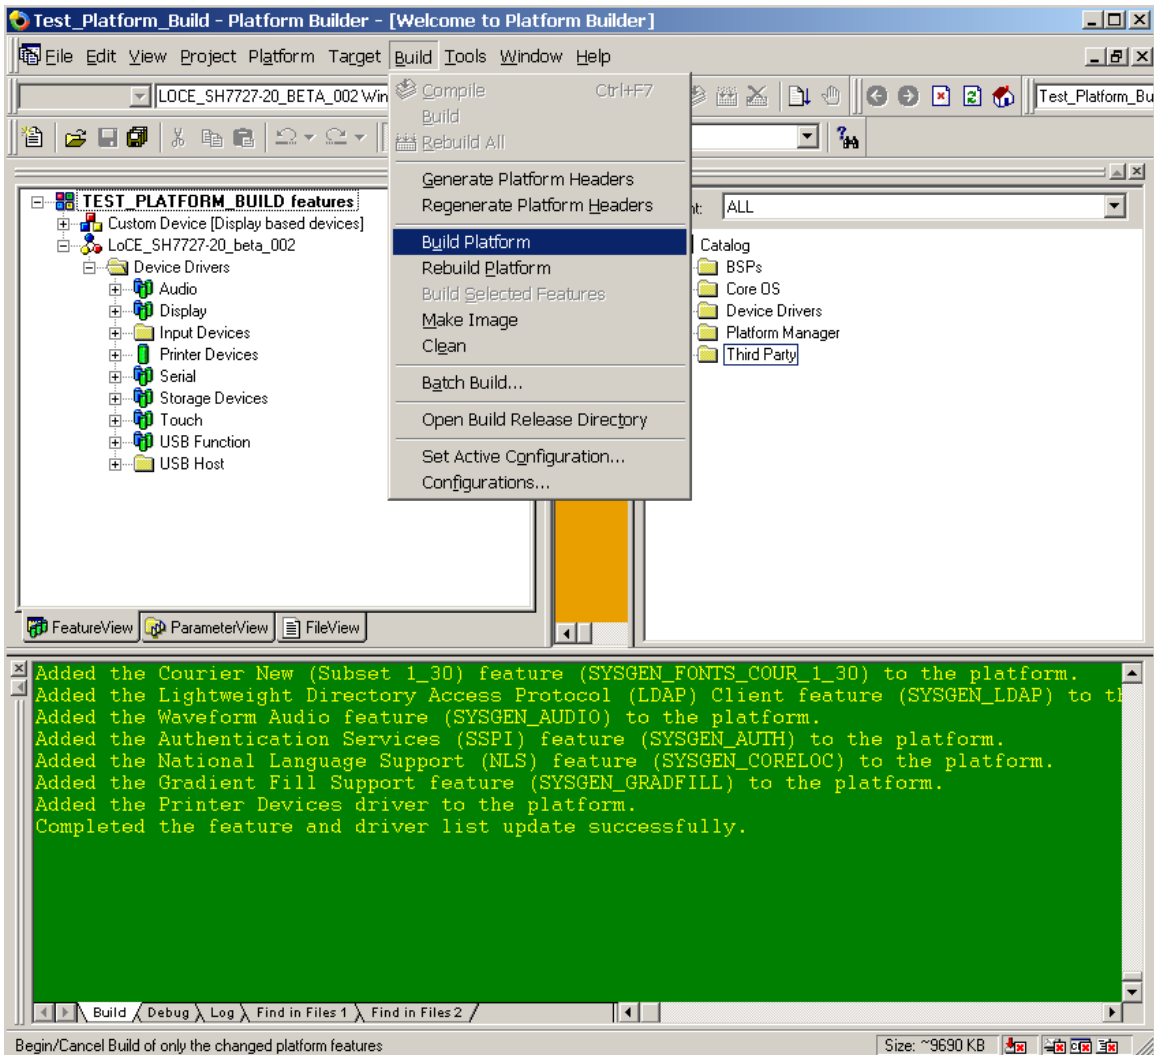 Test_Platform_Build - Platform Builder - [Welcome to Platform Builder]
File Edit View Project Platform Target Build Tools Window Help
LOCE_SH7727-20_BETA_002 Win
Test_Platform_Bu
Compile Ctrl+F7
Build
Rebuild All
Generate Platform Headers
Regenerate Platform Headers
Build Platform
Rebuild Platform
Build Selected Features
Make Image
Clean
Batch Build...
Open Build Release Directory
Set Active Configuration...
Configurations...
TEST_PLATFORM_BUILD features
Custom Device [Display based devices]
LoCE_SH7727-20_beta_002
Device Drivers
Audio
Display
Input Devices
Printer Devices
Serial
Storage Devices
Touch
USB Function
USB Host
nt: ALL
Catalog
BSPs
Core OS
Device Drivers
Platform Manager
Third Party
FeatureView ParameterView FileView
Added the Courier New (Subset 1_30) feature (SYSGEN_FONTS_COUR_1_30) to the platform.
Added the Lightweight Directory Access Protocol (LDAP) Client feature (SYSGEN_LDAP) to th
Added the Waveform Audio feature (SYSGEN_AUDIO) to the platform.
Added the Authentication Services (SSPI) feature (SYSGEN_AUTH) to the platform.
Added the National Language Support (NLS) feature (SYSGEN_CORELOC) to the platform.
Added the Gradient Fill Support feature (SYSGEN_GRADFILL) to the platform.
Added the Printer Devices driver to the platform.
Completed the feature and driver list update successfully.
Build Debug Log Find in Files 1 Find in Files 2
Begin/Cancel Build of only the changed platform features
Size: ~9690 KB